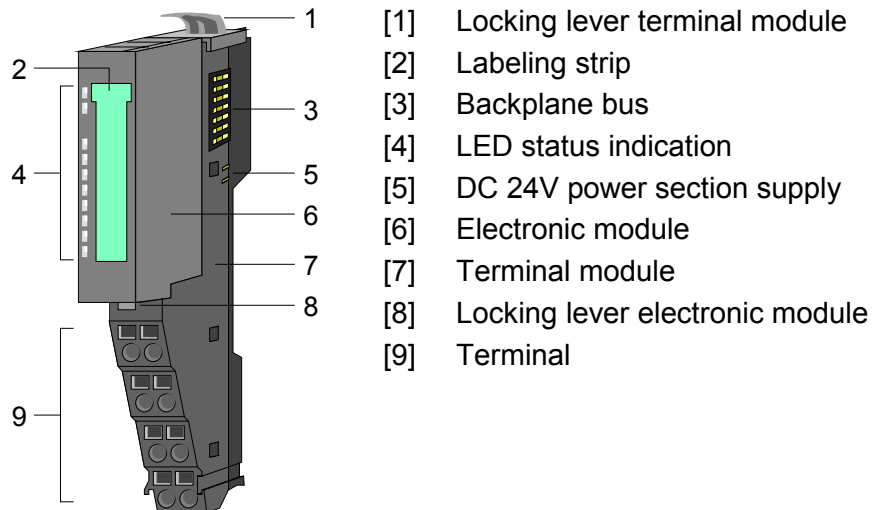 1
2
3
4
5
6
7
8
9
[1] Locking lever terminal module
[2] Labeling strip
[3] Backplane bus
[4] LED status indication
[5] DC 24V power section supply
[6] Electronic module
[7] Terminal module
[8] Locking lever electronic module
[9] Terminal